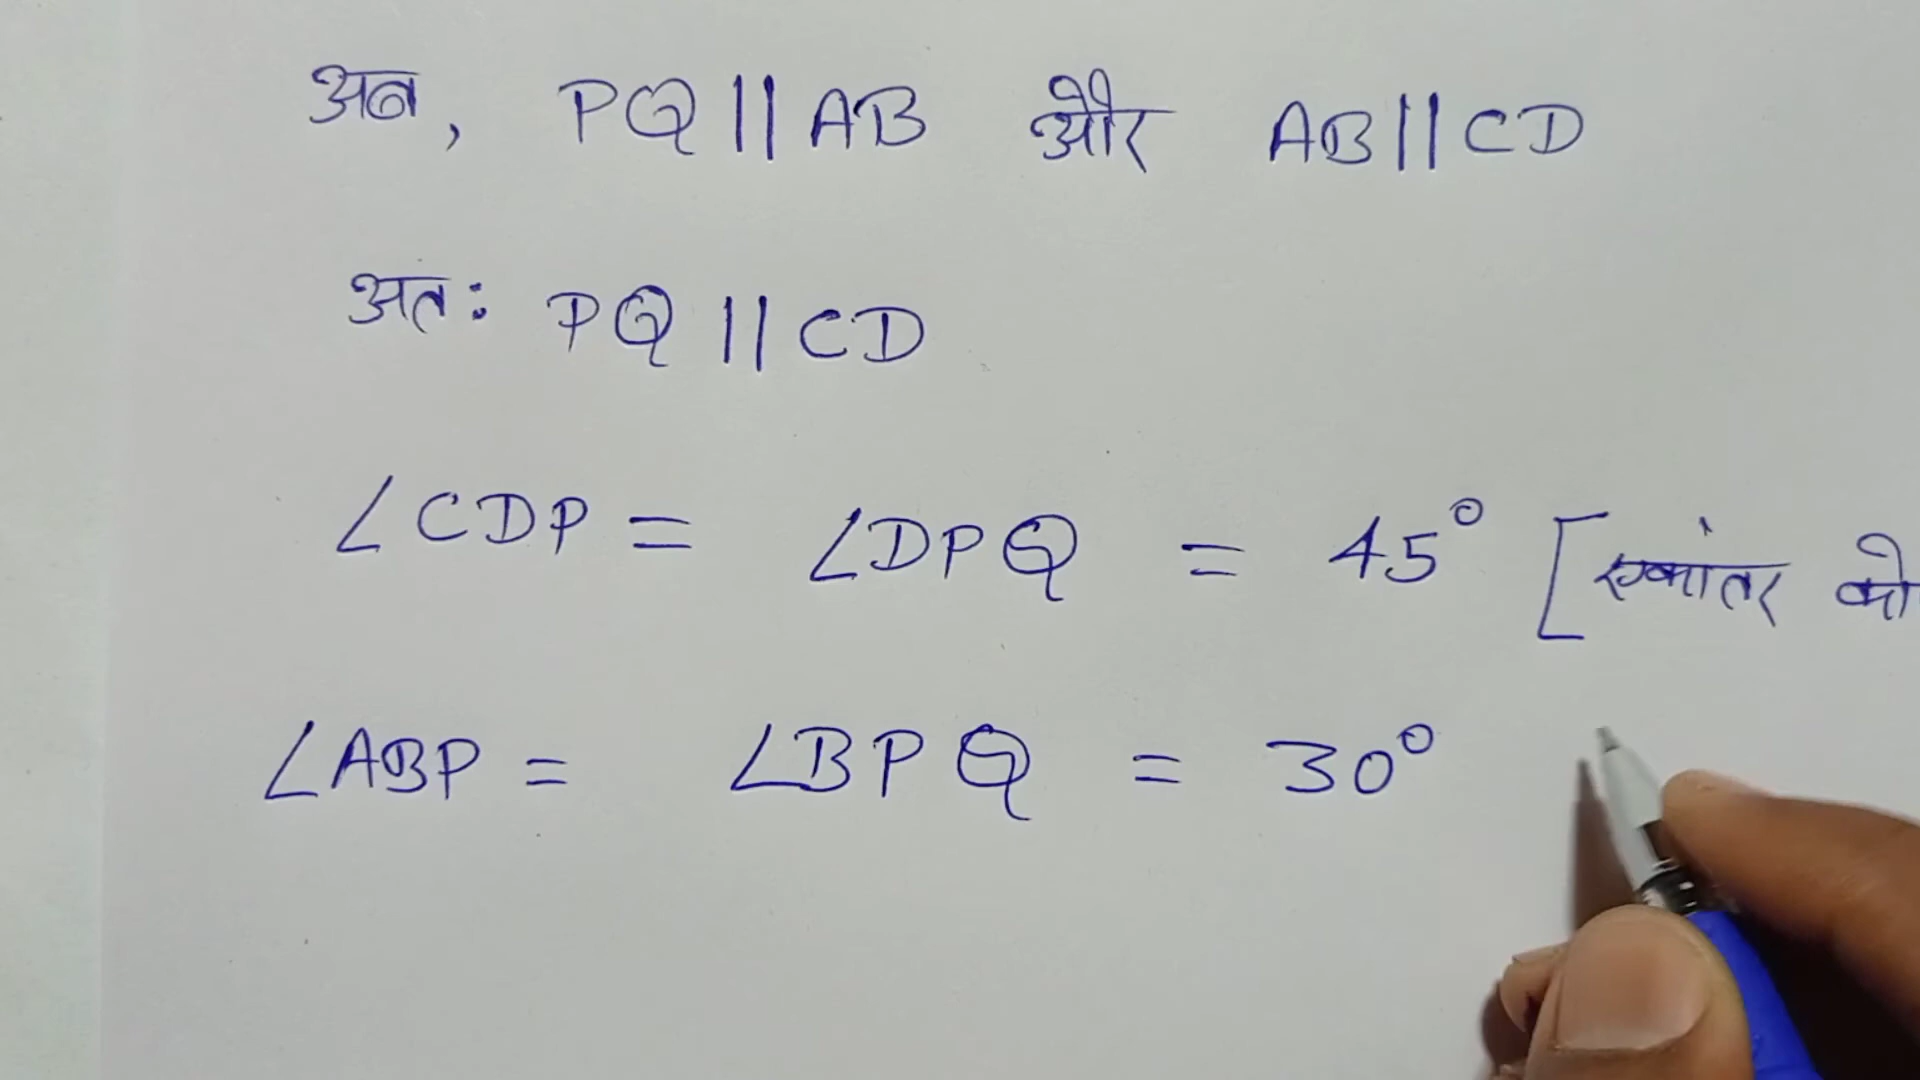 अब, PQ || AB और AB || CD
अतः PQ || CD
∠CDP = ∠DPQ = 45° [एकांतर को
∠ABP = ∠BPQ = 30°